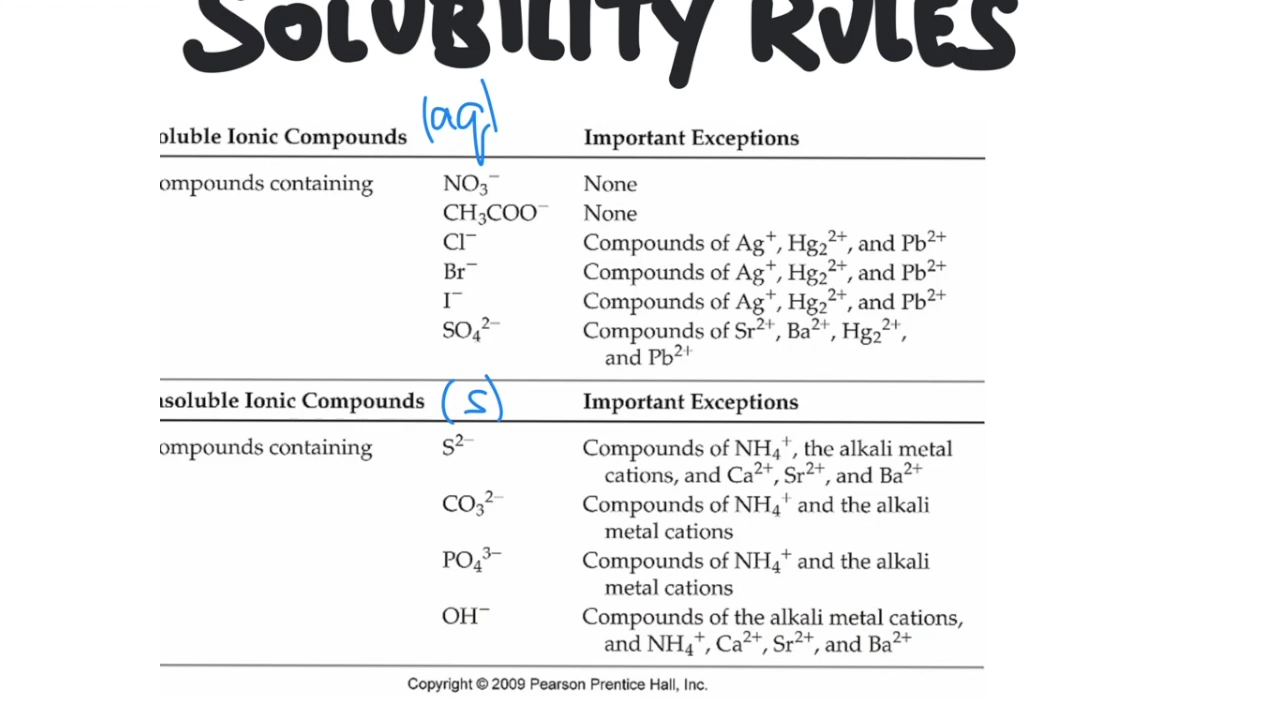 SOLUBILITY RULES
oluble Ionic Compounds (aq) Important Exceptions
ompounds containing NO₃⁻ None
CH₃COO⁻ None
Cl⁻ Compounds of Ag⁺, Hg₂²⁺, and Pb²⁺
Br⁻ Compounds of Ag⁺, Hg₂²⁺, and Pb²⁺
I⁻ Compounds of Ag⁺, Hg₂²⁺, and Pb²⁺
SO₄²⁻ Compounds of Sr²⁺, Ba²⁺, Hg₂²⁺,
and Pb²⁺
soluble Ionic Compounds (s) Important Exceptions
ompounds containing S²⁻ Compounds of NH₄⁺, the alkali metal
cations, and Ca²⁺, Sr²⁺, and Ba²⁺
CO₃²⁻ Compounds of NH₄⁺ and the alkali
metal cations
PO₄³⁻ Compounds of NH₄⁺ and the alkali
metal cations
OH⁻ Compounds of the alkali metal cations,
and NH₄⁺, Ca²⁺, Sr²⁺, and Ba²⁺
Copyright © 2009 Pearson Prentice Hall, Inc.